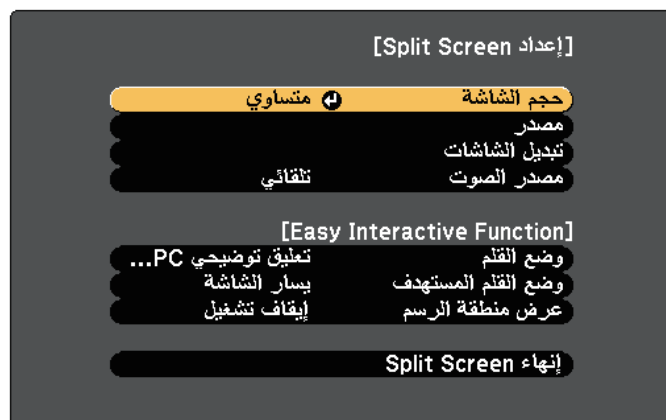 [إعداد Split Screen]
حجم الشاشة متساوي
مصدر
تبديل الشاشات
مصدر الصوت تلقائي
[Easy Interactive Function]
وضع القلم تعليق توضيحي PC...
وضع القلم المستهدف يسار الشاشة
عرض منطقة الرسم إيقاف تشغيل
إنهاء Split Screen